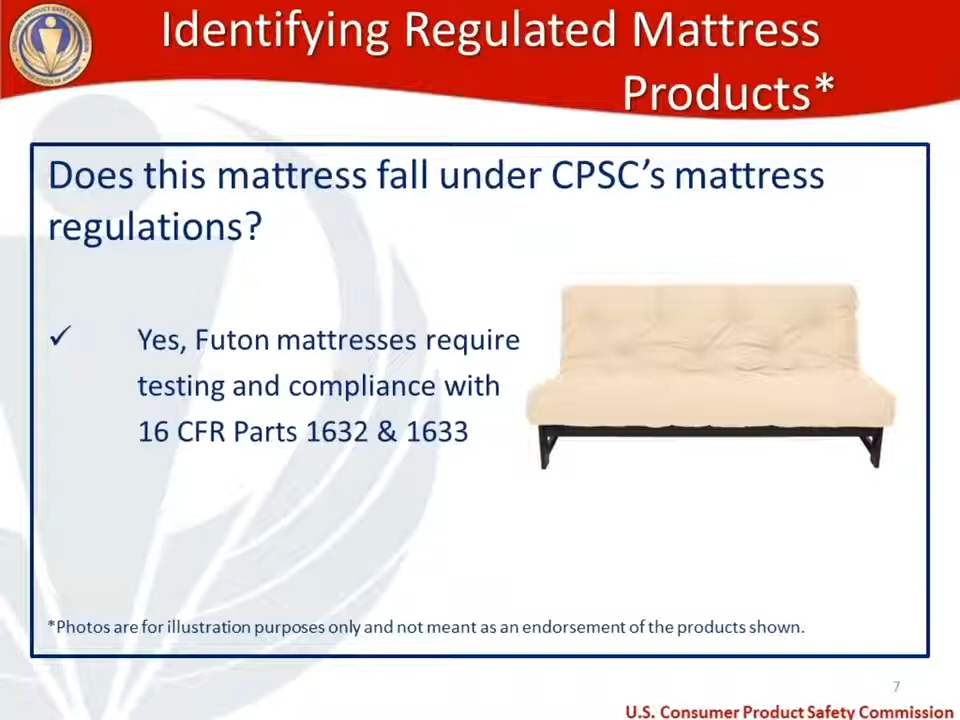 Identifying Regulated Mattress
Products*
Does this mattress fall under CPSC’s mattress
regulations?
✓ Yes, Futon mattresses require
testing and compliance with
16 CFR Parts 1632 & 1633
*Photos are for illustration purposes only and not meant as an endorsement of the products shown.
7
U.S. Consumer Product Safety Commission